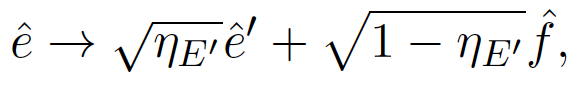 ê → √η_{E′} ê′ + √(1 − η_{E′}) f̂,